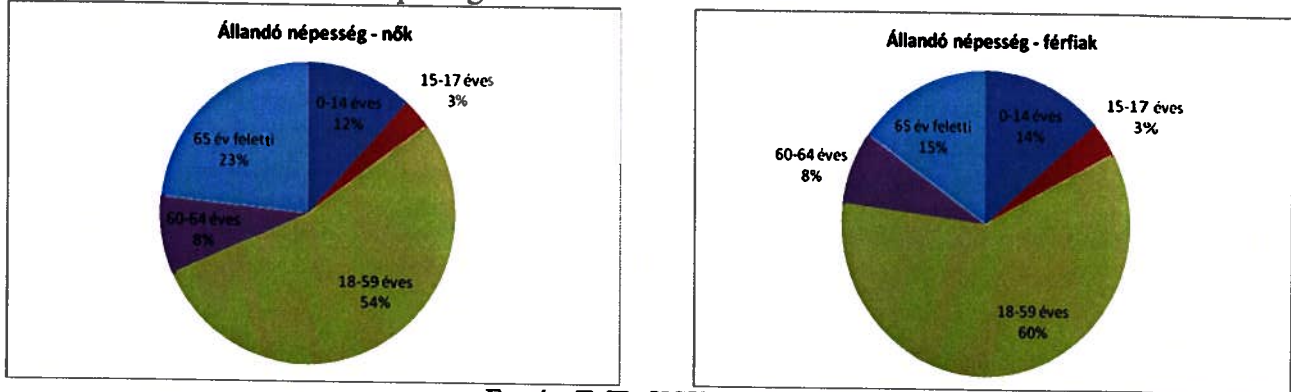 Állandó népesség - nők
0-14 éves
12%
15-17 éves
3%
18-59 éves
54%
60-64 éves
8%
65 év feletti
23%
Állandó népesség - férfiak
0-14 éves
14%
15-17 éves
3%
18-59 éves
60%
60-64 éves
8%
65 év feletti
15%